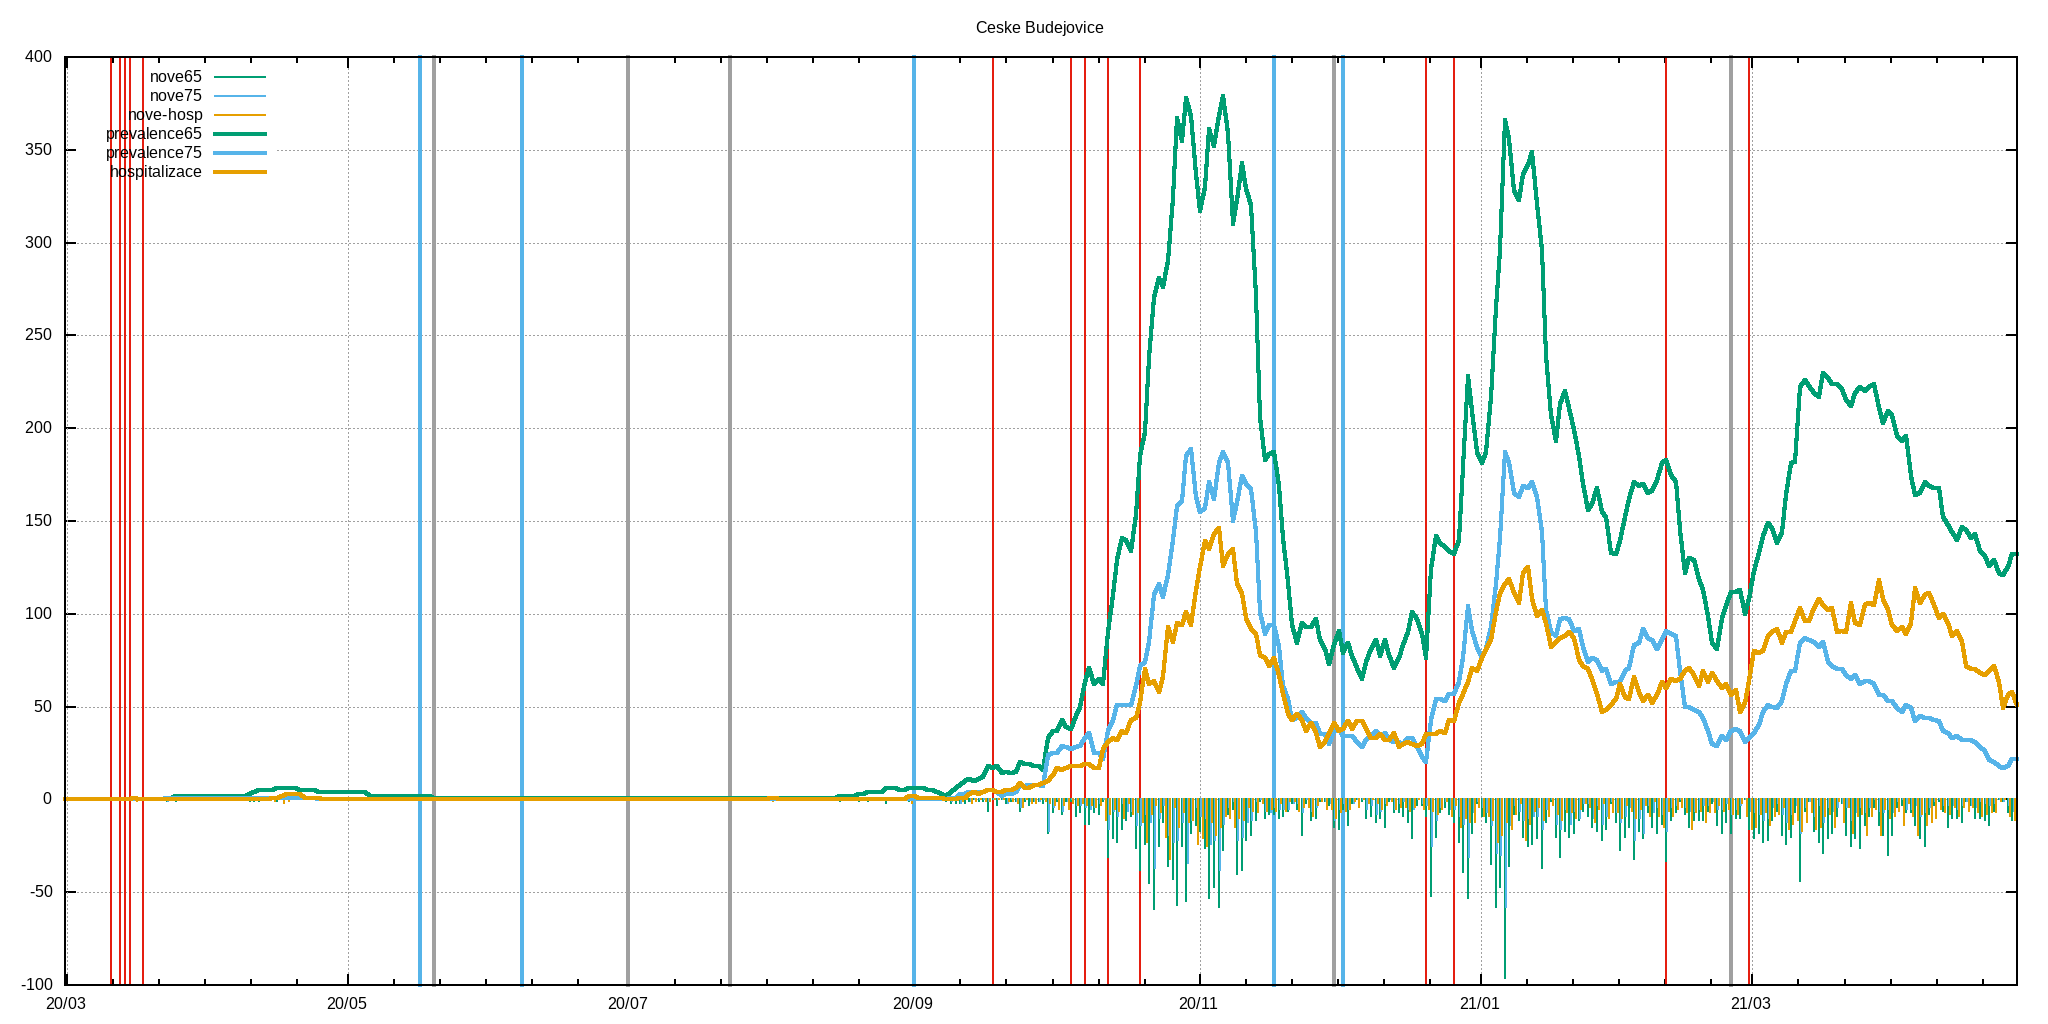 Ceske Budejovice
400
350
300
250
200
150
100
50
0
-50
-100
nove65
nove75
nove-hosp
prevalence65
prevalence75
hospitalizace
20/03 20/05 20/07 20/09 20/11 21/01 21/03